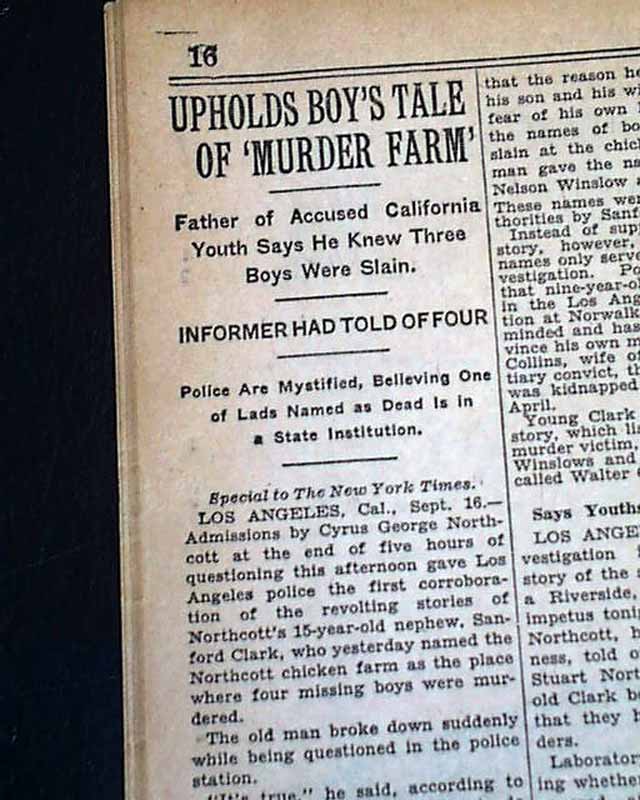 16
UPHOLDS BOY'S TALE
OF 'MURDER FARM'
Father of Accused California
Youth Says He Knew Three
Boys Were Slain.
INFORMER HAD TOLD OF FOUR
Police Are Mystified, Believing One
of Lads Named as Dead Is in
a State Institution.
Special to The New York Times.
LOS ANGELES, Cal., Sept. 16.—
Admissions by Cyrus George North-
cott at the end of five hours of
questioning this afternoon gave Los
Angeles police the first corrobora-
tion of the revolting stories of
Northcott's 15-year-old nephew, San-
ford Clark, who yesterday named the
Northcott chicken farm as the place
where four missing boys were mur-
dered.
The old man broke down suddenly
while being questioned in the police
station.
"It's true," he said, according to
that the reason he
his son and his wi
fear of his own
the names of bo
slain at the chic
man gave the na
Nelson Winslow
These names wer
thorities by Sanf
Instead of sup
story, however,
names only serve
vestigation. Po
that nine-year-ol
in the Los Ang
tion at Norwalk
minded and has
vince his own m
Collins, wife of
tiary convict, th
was kidnapped
April.
Young Clark
story, which li
murder victim,
Winslows and
called Walter
Says Youths
LOS ANGE
vestigation
story of the s
a Riverside,
impetus toni
Northcott, b
ness, told o
Stuart Nort
old Clark b
that they h
ders.
Laborator
ing whethe